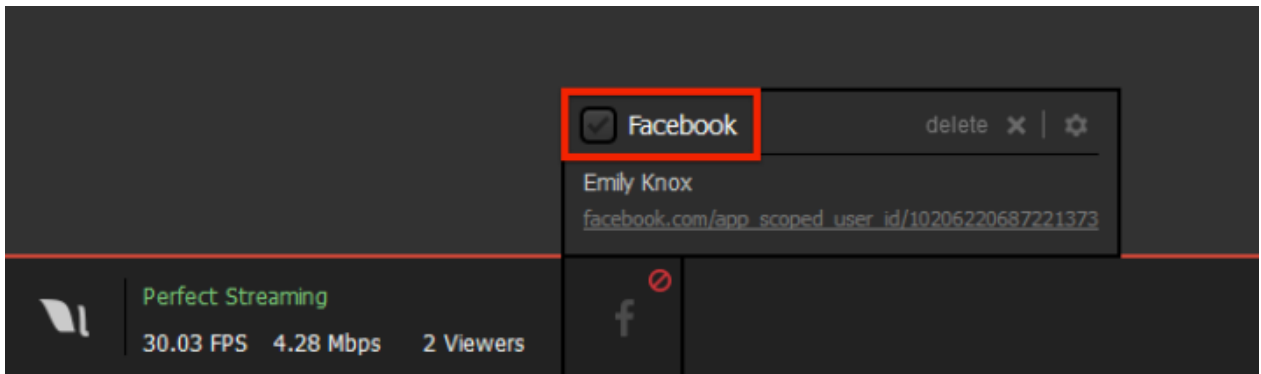 Facebook
delete
Emily Knox
facebook.com/app_scoped_user_id/10206220687221373
Perfect Streaming
30.03 FPS 4.28 Mbps 2 Viewers